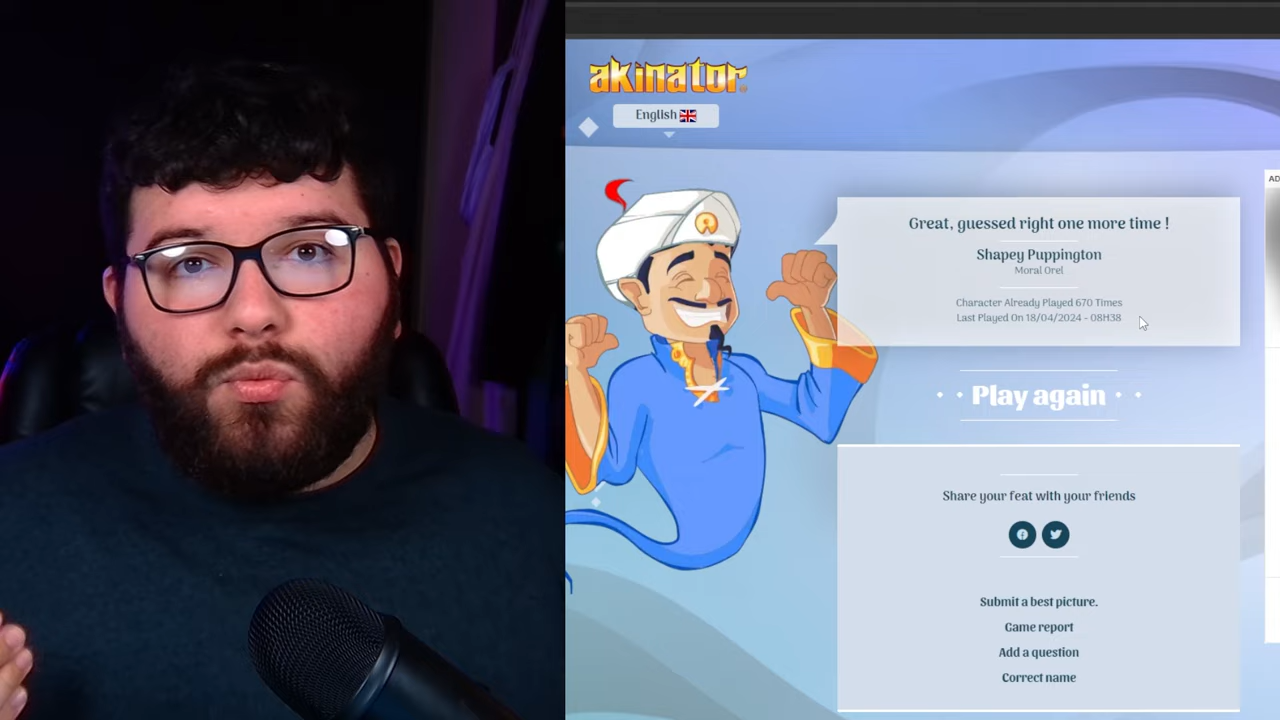 akinator
English
AD
Great, guessed right one more time !
Shapey Puppington
Moral Orel
Character Already Played 670 Times
Last Played On 18/04/2024 - 08H38
Play again
Share your feat with your friends
Submit a best picture.
Game report
Add a question
Correct name